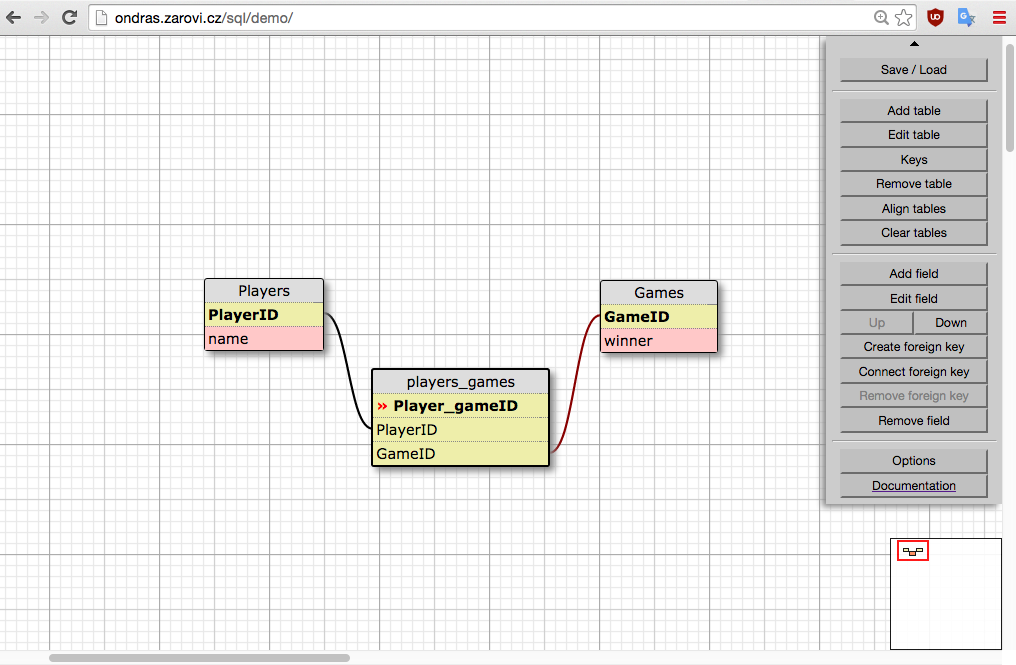 ondras.zarovi.cz/sql/demo/
Save / Load
Add table
Edit table
Keys
Remove table
Align tables
Clear tables
Add field
Edit field
Up Down
Create foreign key
Connect foreign key
Remove foreign key
Remove field
Options
Documentation
Players
PlayerID
name
players_games
» Player_gameID
PlayerID
GameID
Games
GameID
winner